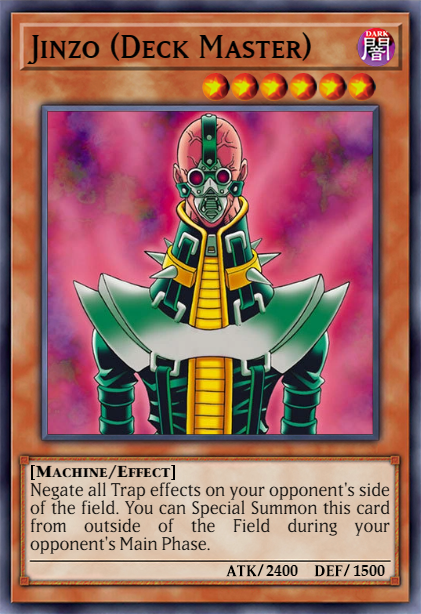 Jinzo (Deck Master)
DARK
闇
[Machine/Effect]
Negate all Trap effects on your opponent's side
of the field. You can Special Summon this card
from outside of the Field during your
opponent's Main Phase.
ATK/2400 DEF/1500